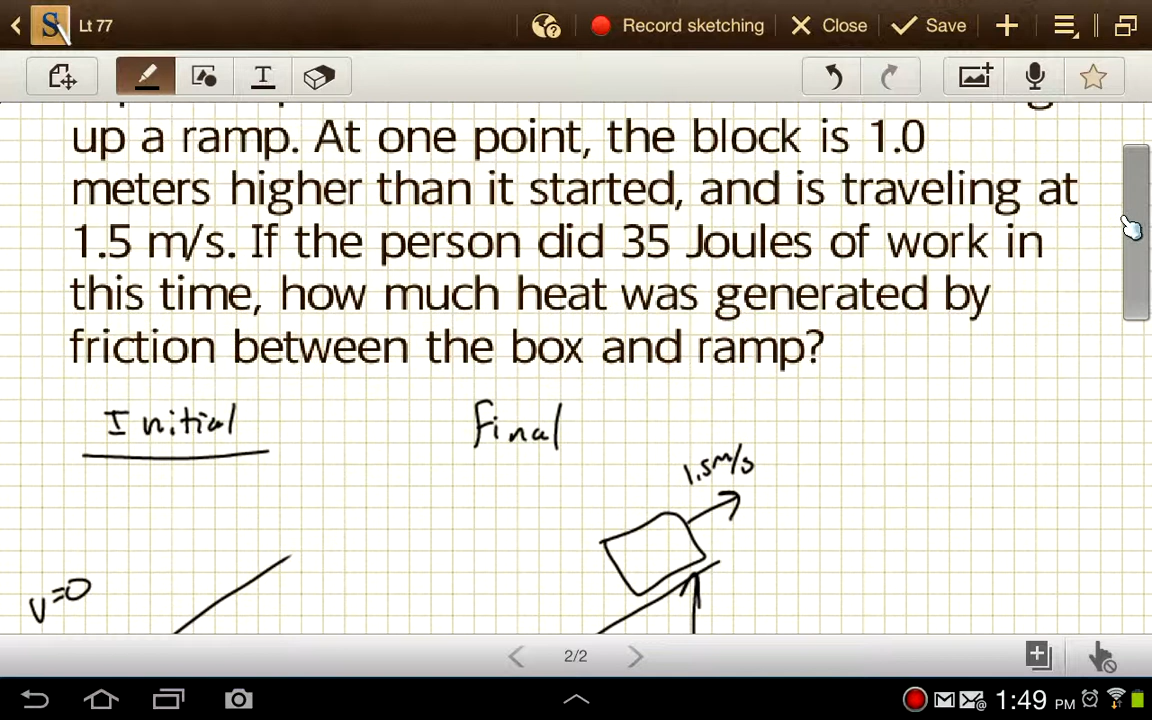 S Lt 77 Record sketching Close Save
T
up a ramp. At one point, the block is 1.0
meters higher than it started, and is traveling at
1.5 m/s. If the person did 35 Joules of work in
this time, how much heat was generated by
friction between the box and ramp?
Initial Final
1.5m/s
v=0
2/2
1:49 PM